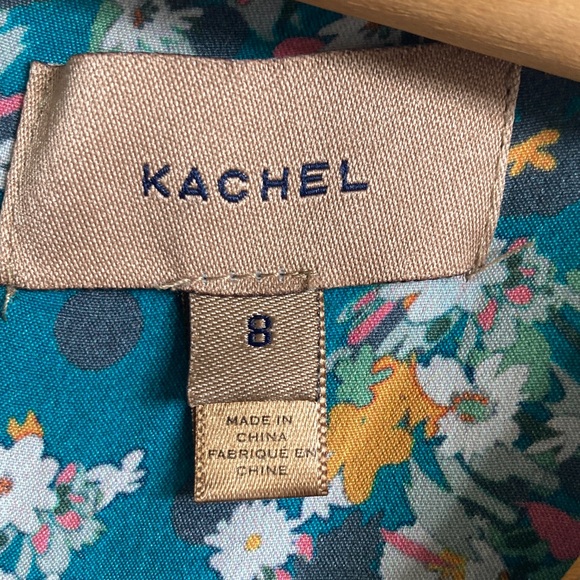 KACHEL
8
MADE IN
CHINA
FABRIQUE EN
CHINE